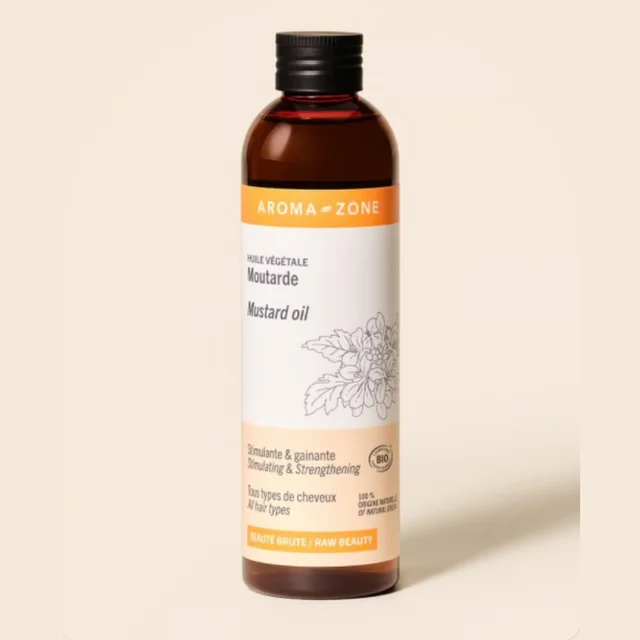 AROMA ZONE
HUILE VÉGÉTALE
Moutarde
Mustard oil
Stimulante & gainante
Stimulating & Strengthening
BIO
Tous types de cheveux
All hair types
100 %
ORIGINE NATURELLE
OF NATURAL ORIGIN
BEAUTÉ BRUTE / RAW BEAUTY